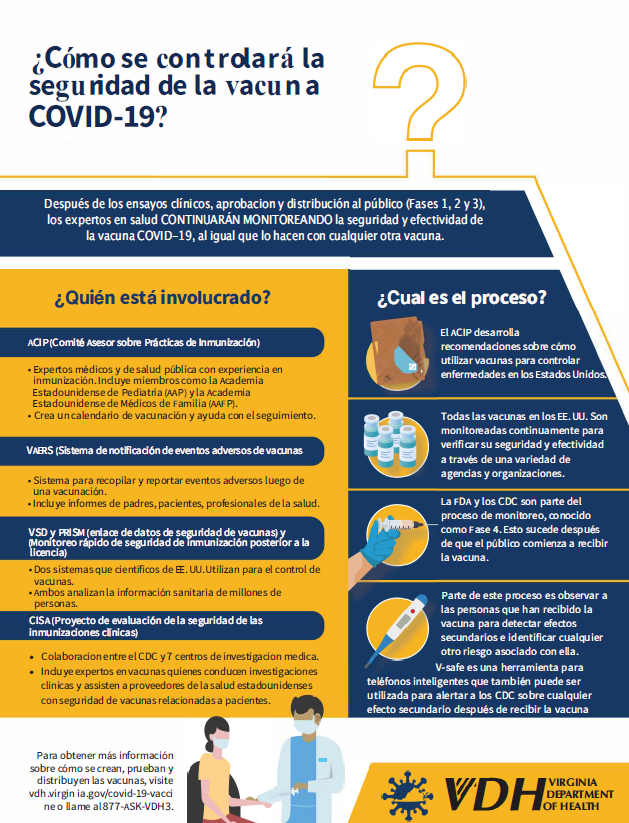 ¿Cómo se controlará la
seguridad de la vacuna
COVID-19?
Después de los ensayos clínicos, aprobacion y distribución al público (Fases 1, 2 y 3),
los expertos en salud CONTINUARÁN MONITOREANDO la seguridad y efectividad de
la vacuna COVID-19, al igual que lo hacen con cualquier otra vacuna.
¿Quién está involucrado?
ACIP (Comité Asesor sobre Prácticas de Inmunización)
• Expertos médicos y de salud pública con experiencia en
inmunización. Incluye miembros como la Academia
Estadounidense de Pediatría (AAP) y la Academia
Estadounidense de Médicos de Familia (AAFP).
• Crea un calendario de vacunación y ayuda con el seguimiento.
VAERS (Sistema de notificación de eventos adversos de vacunas
• Sistema para recopilar y reportar eventos adversos luego de
una vacunación.
• Incluye informes de padres, pacientes, profesionales de la salud.
VSD y PRISM (enlace de datos de seguridad de vacunas) y
(Monitoreo rápido de seguridad de inmunización posterior a la
licencia)
• Dos sistemas que científicos de EE. UU. Utilizan para el control de
vacunas.
• Ambos analizan la información sanitaria de millones de
personas.
CISA (Proyecto de evaluación de la seguridad de las
inmunizaciones clínicas)
• Colaboracion entre el CDC y 7 centros de investigacion medica.
• Incluye expertos en vacunas quienes conducen investigaciones
clinicas y assisten a proveedores de la salud estadounidenses
con seguridad de vacunas relacionadas a pacientes.
¿Cual es el proceso?
El ACIP desarrolla
recomendaciones sobre cómo
utilizar vacunas para controlar
enfermedades en los Estados Unidos.
Todas las vacunas en los EE. UU. Son
monitoreadas continuamente para
verificar su seguridad y efectividad
a través de una variedad de
agencias y organizaciones.
La FDA y los CDC son parte del
proceso de monitoreo, conocido
como Fase 4. Esto sucede después
de que el público comienza a recibir
la vacuna.
Parte de este proceso es observar a
las personas que han recibido la
vacuna para detectar efectos
secundarios e identificar cualquier
otro riesgo asociado con ella.
V-safe es una herramienta para
teléfonos inteligentes que también puede ser
utilizada para alertar a los CDC sobre cualquier
efecto secundario después de recibir la vacuna
Para obtener más información
sobre cómo se crean, prueban y
distribuyen las vacunas, visite
vdh.virgin ia.gov/covid-19-vacci
ne o llame al 877-ASK-VDH3.
VDH VIRGINIA
DEPARTMENT
OF HEALTH